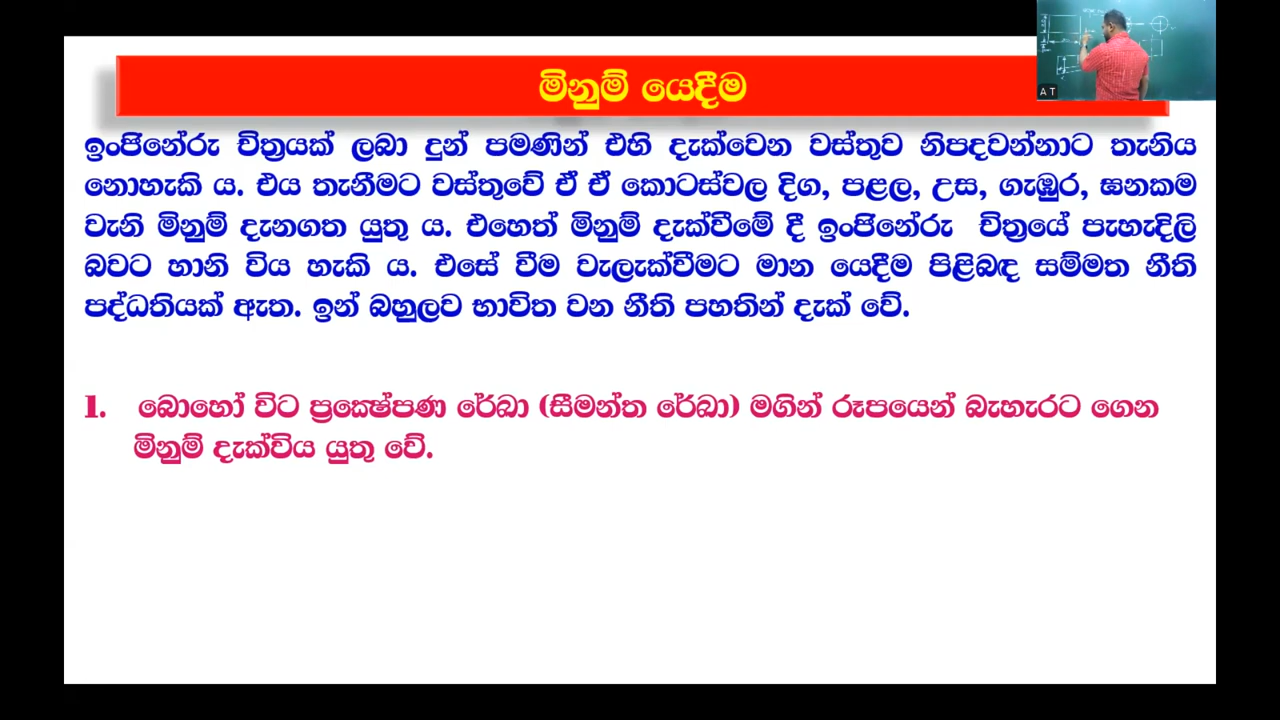 මිනුම් යෙදීම
ඉංජිනේරු චිත්‍රයක් ලබා දුන් පමණින් එහි දැක්වෙන වස්තුව නිපදවන්නාට තැනිය
නොහැකි ය. එය තැනීමට වස්තුවේ ඒ ඒ කොටස්වල දිග, පළල, උස, ගැඹුර, ඝනකම
වැනි මිනුම් දැනගත යුතු ය. එහෙත් මිනුම් දැක්වීමේ දී ඉංජිනේරු චිත්‍රයේ පැහැදිලි
බවට හානි විය හැකි ය. එසේ වීම වැලැක්වීමට මාන යෙදීම පිළිබඳ සම්මත නීති
පද්ධතියක් ඇත. ඉන් බහුලව භාවිත වන නීති පහතින් දැක් වේ.
1. බොහෝ විට ප්‍රක්ෂේපණ රේඛා (සීමන්ත රේඛා) මගින් රූපයෙන් බැහැරට ගෙන
මිනුම් දැක්විය යුතු වේ.
A T